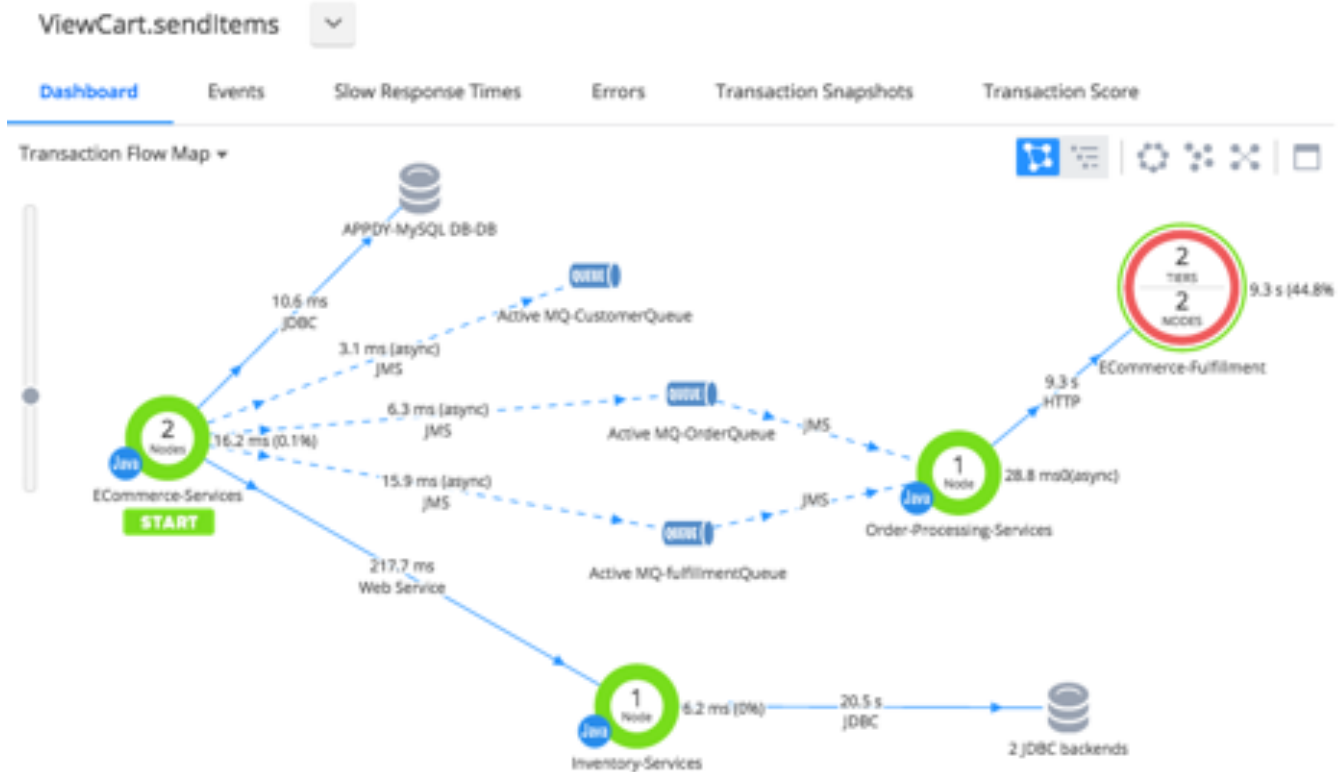 ViewCart.sendItems
Dashboard Events Slow Response Times Errors Transaction Snapshots Transaction Score
Transaction Flow Map
APPDY-MySQL DB-DB
10.6 ms
JDBC
QUEUE
Active MQ-CustomerQueue
3.1 ms (async)
JMS
2
TIERS
2
NODES
9.3 s (44.8%
ECommerce-Fulfillment
9.3 s
HTTP
6.3 ms (async)
JMS
QUEUE
Active MQ-OrderQueue
JMS
2
Nodes
16.2 ms (0.1%)
Java
ECommerce-Services
START
15.9 ms (async)
JMS
QUEUE
Active MQ-fulfillmentQueue
JMS
1
Node
28.8 ms0(async)
Java
Order-Processing-Services
217.7 ms
Web Service
1
Node
6.2 ms (0%)
Java
Inventory-Services
20.5 s
JDBC
2 JDBC backends